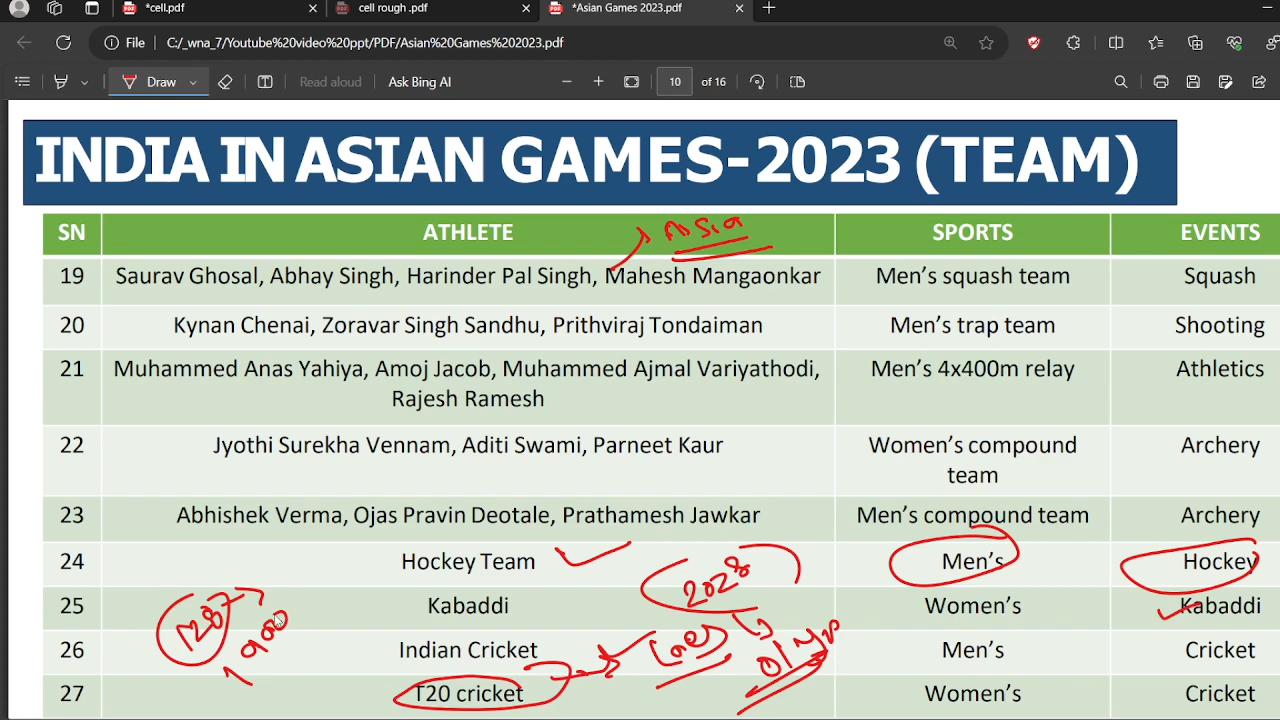 *cell.pdf
cell rough .pdf
*Asian Games 2023.pdf
File
C:/_wna_7/Youtube%20video%20ppt/PDF/Asian%20Games%202023.pdf
Draw
Read aloud
Ask Bing AI
10
of 16
INDIA IN ASIAN GAMES-2023 (TEAM)
SN ATHLETE SPORTS EVENTS
Asia
19 Saurav Ghosal, Abhay Singh, Harinder Pal Singh, Mahesh Mangaonkar Men's squash team Squash
20 Kynan Chenai, Zoravar Singh Sandhu, Prithviraj Tondaiman Men's trap team Shooting
21 Muhammed Anas Yahiya, Amoj Jacob, Muhammed Ajmal Variyathodi, Men's 4x400m relay Athletics
Rajesh Ramesh
22 Jyothi Surekha Vennam, Aditi Swami, Parneet Kaur Women's compound Archery
team
23 Abhishek Verma, Ojas Pravin Deotale, Prathamesh Jawkar Men's compound team Archery
24 Hockey Team Men's Hockey
2028
25 Kabaddi Women's Kabaddi
1900
26 Indian Cricket Men's Cricket
27 T20 cricket Women's Cricket